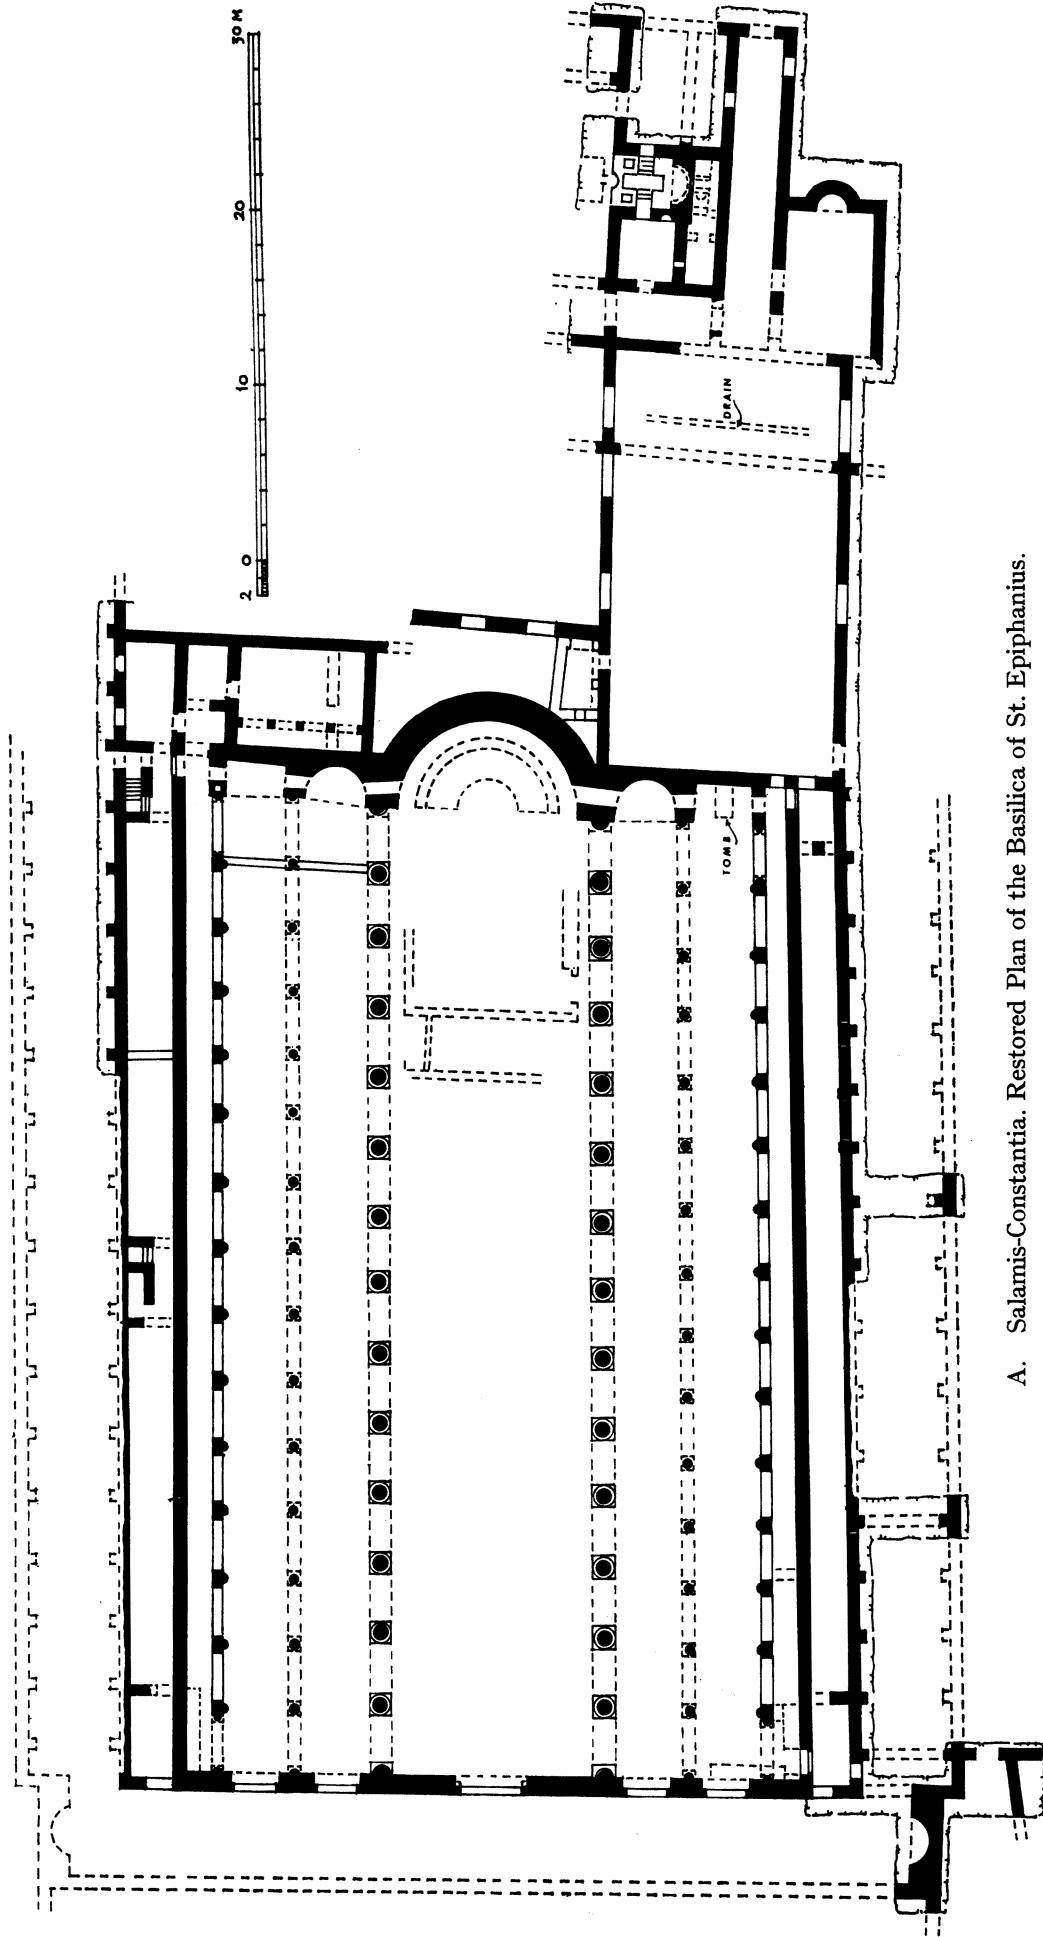 2 0 10 20 30 M
DRAIN
TOMB
A. Salamis-Constantia. Restored Plan of the Basilica of St. Epiphanius.